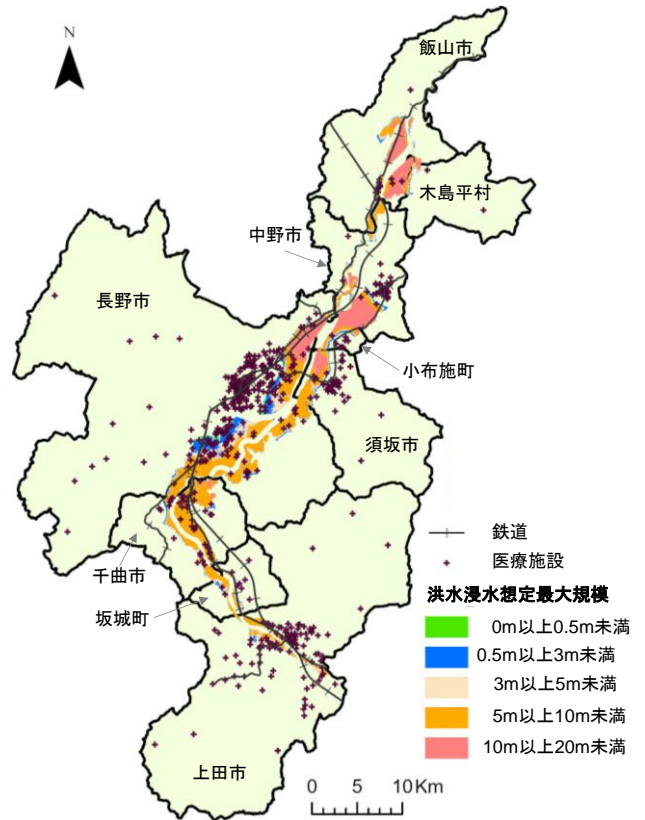 N
飯山市
木島平村
中野市
長野市
小布施町
須坂市
鉄道
医療施設
千曲市
坂城町
洪水浸水想定最大規模
0m以上0.5m未満
0.5m以上3m未満
3m以上5m未満
5m以上10m未満
10m以上20m未満
上田市
0 5 10Km